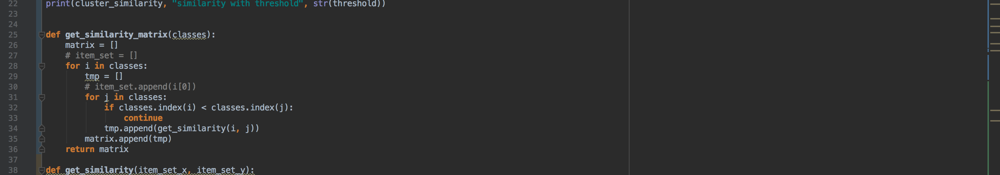 22 print(cluster_similarity, "similarity with threshold", str(threshold))
23
24
25 def get_similarity_matrix(classes):
26     matrix = []
27     # item_set = []
28     for i in classes:
29         tmp = []
30         # item_set.append(i[0])
31         for j in classes:
32             if classes.index(i) < classes.index(j):
33                 continue
34             tmp.append(get_similarity(i, j))
35         matrix.append(tmp)
36     return matrix
37
38 def get_similarity(item_set_x, item_set_y):